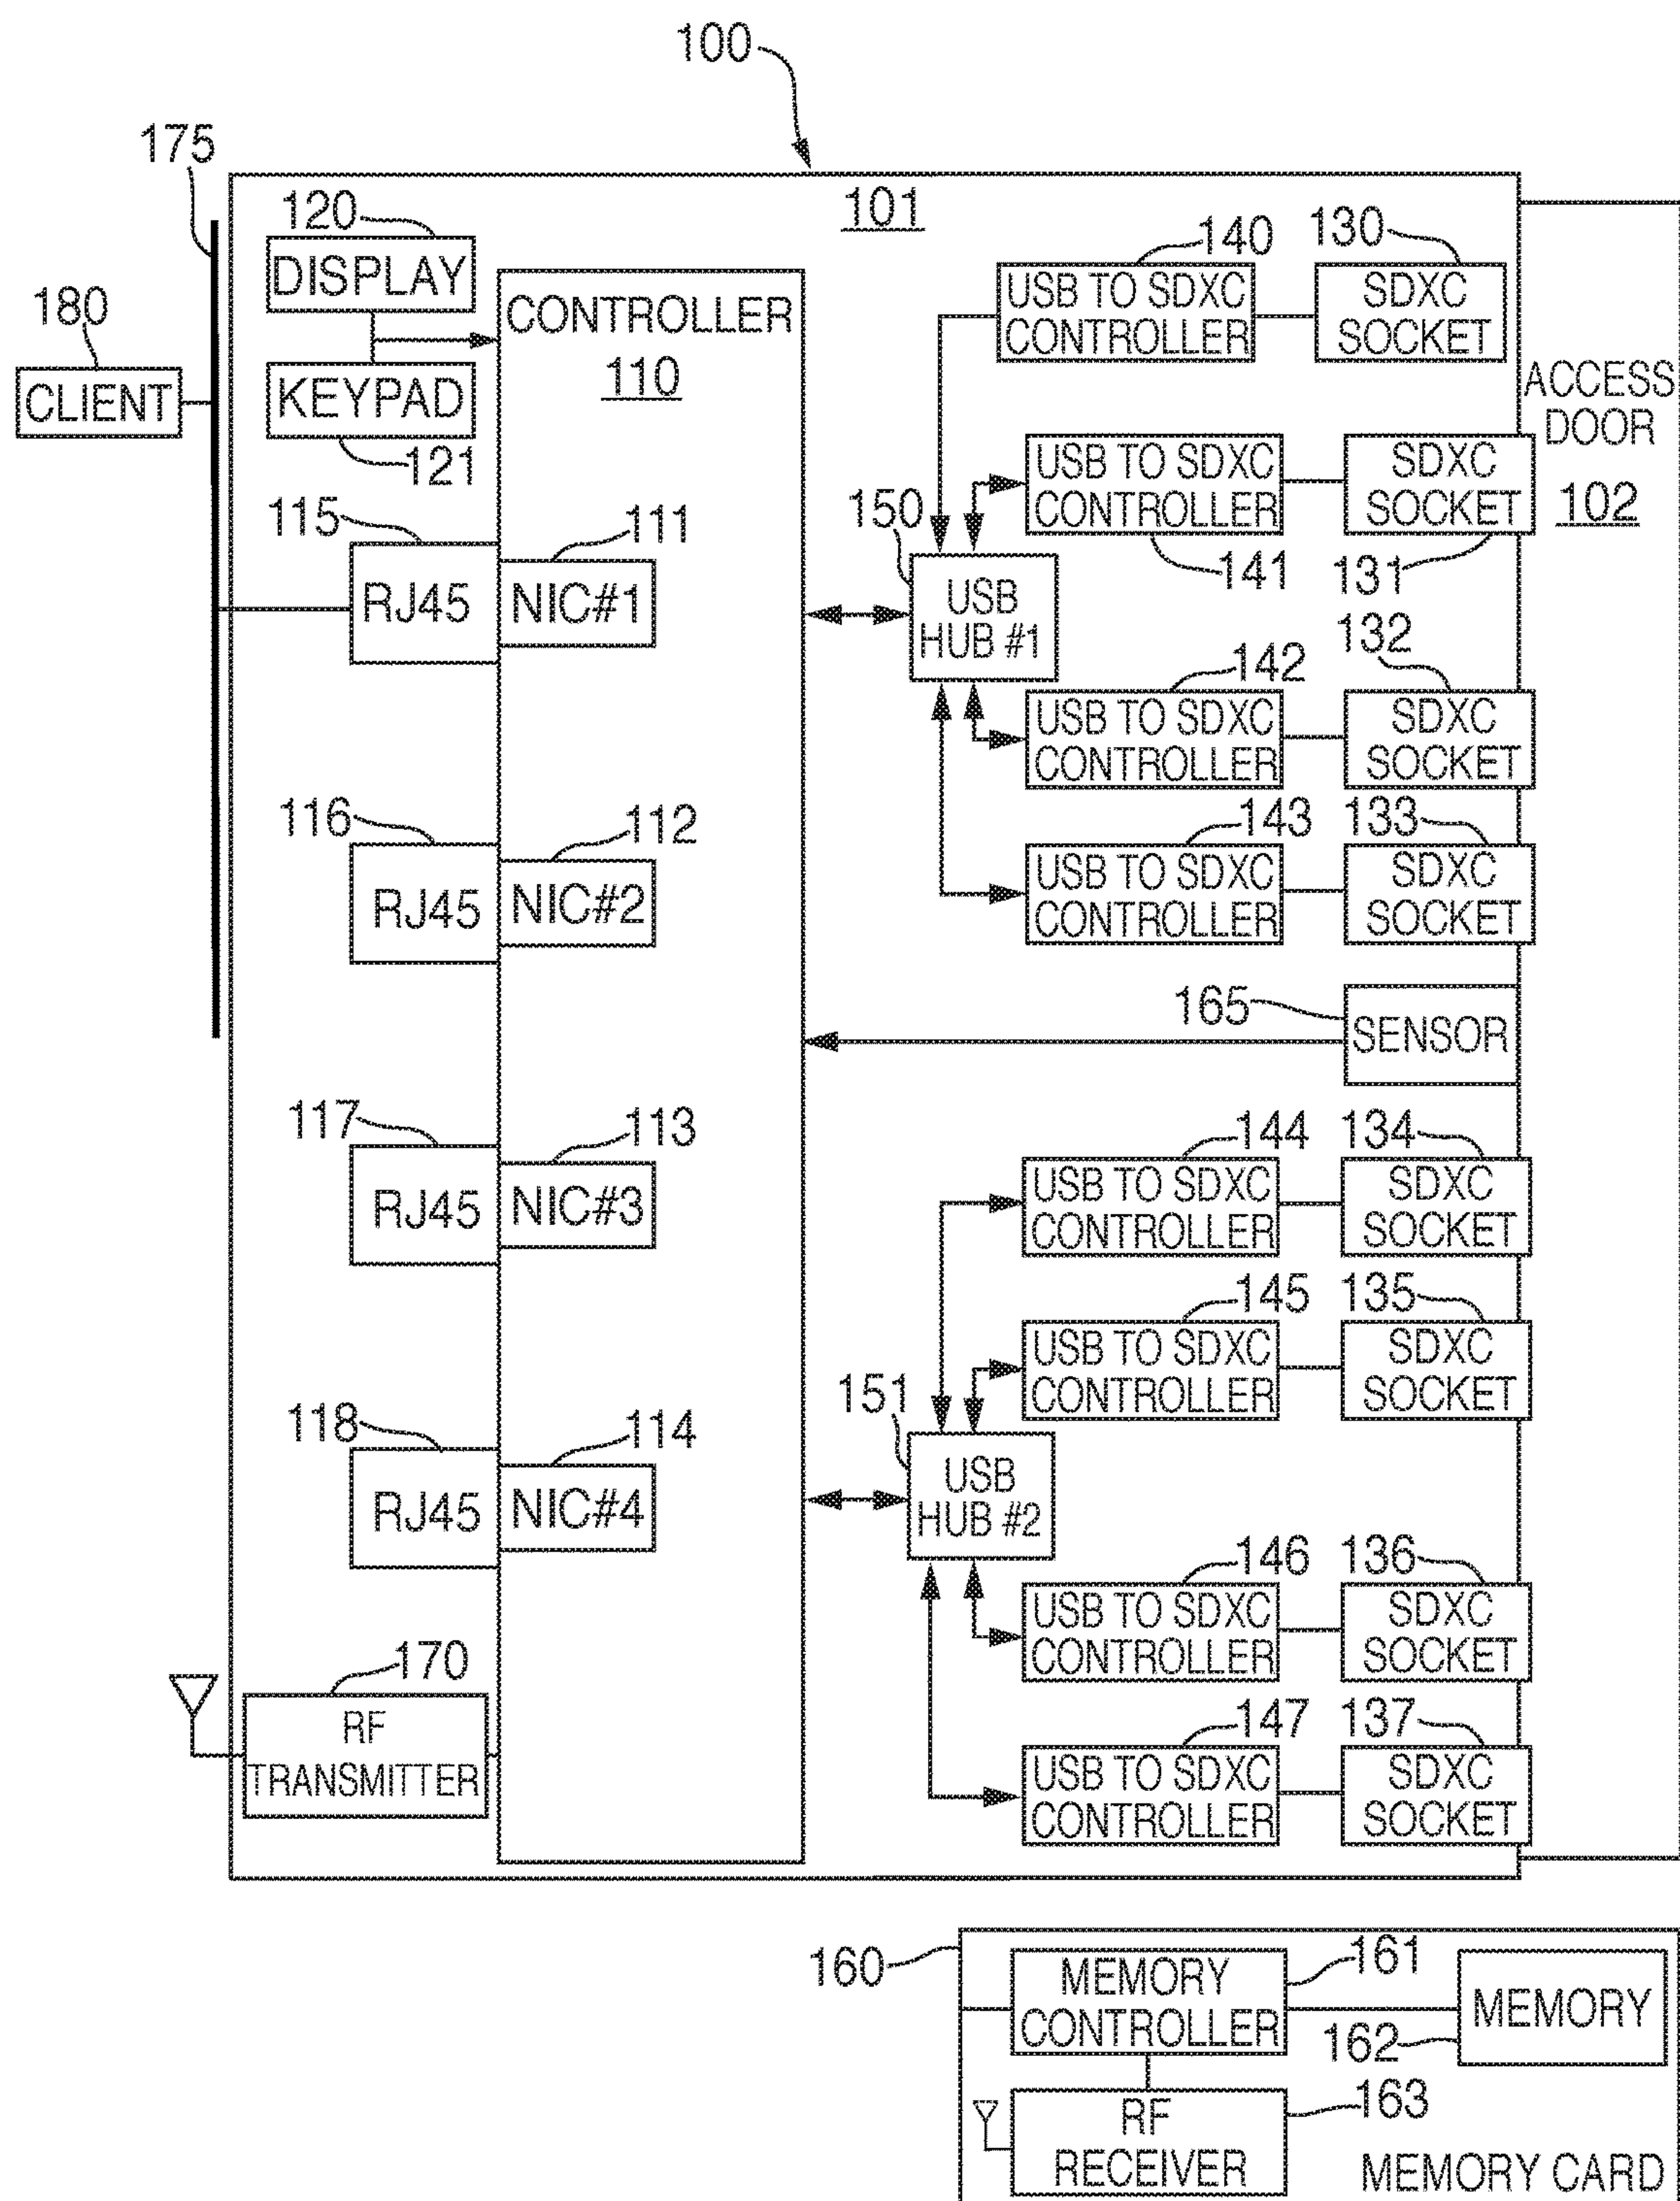 100
175
101
120
DISPLAY
140
130
USB TO SDXC
CONTROLLER
SDXC
SOCKET
180
CLIENT
CONTROLLER
110
KEYPAD
121
ACCESS
DOOR
102
USB TO SDXC
CONTROLLER
141
SDXC
SOCKET
131
115
RJ45
111
NIC#1
150
USB
HUB #1
142
USB TO SDXC
CONTROLLER
132
SDXC
SOCKET
116
RJ45
112
NIC#2
143
USB TO SDXC
CONTROLLER
133
SDXC
SOCKET
165
SENSOR
117
RJ45
113
NIC#3
144
USB TO SDXC
CONTROLLER
134
SDXC
SOCKET
145
USB TO SDXC
CONTROLLER
135
SDXC
SOCKET
118
RJ45
114
NIC#4
151
USB
HUB #2
146
USB TO SDXC
CONTROLLER
136
SDXC
SOCKET
170
RF
TRANSMITTER
147
USB TO SDXC
CONTROLLER
137
SDXC
SOCKET
160
MEMORY
CONTROLLER
161
MEMORY
162
RF
RECEIVER
163
MEMORY CARD